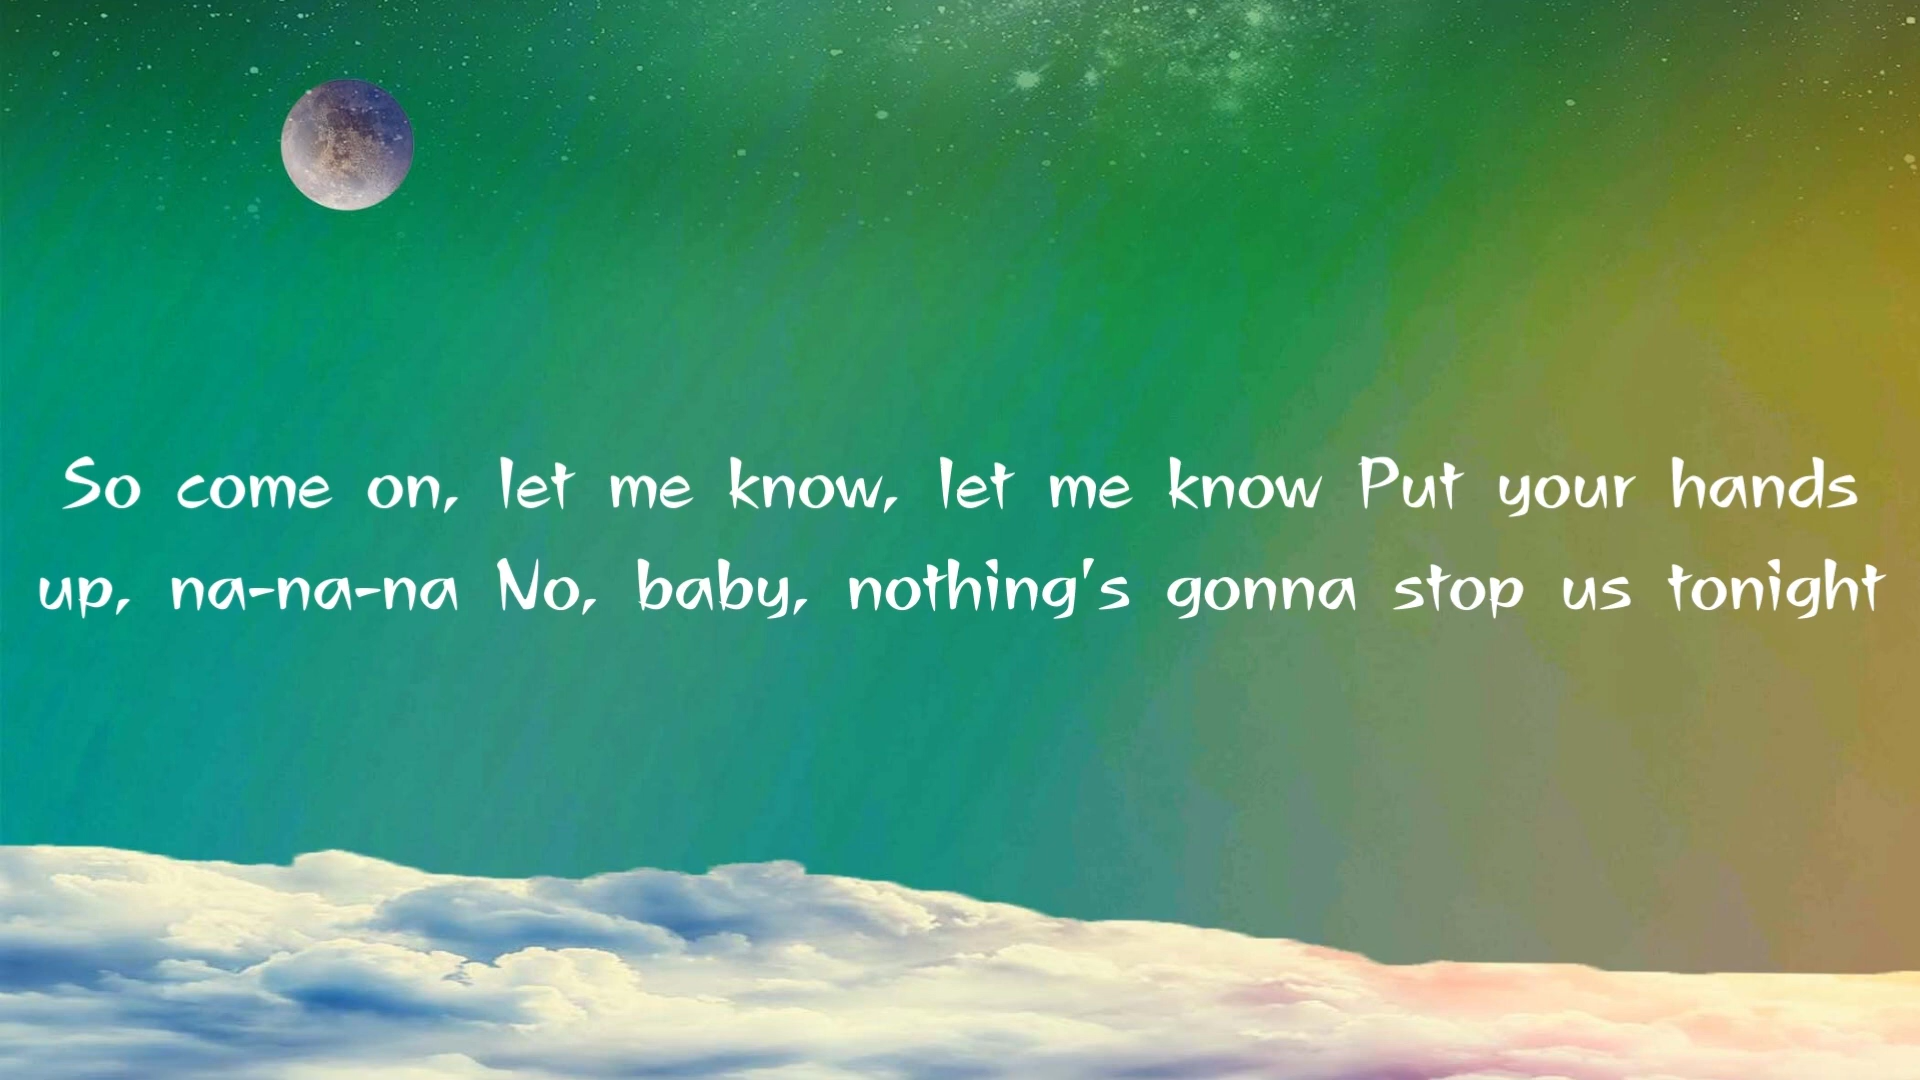 So come on, let me know, let me know Put your hands
up, na-na-na No, baby, nothing's gonna stop us tonight